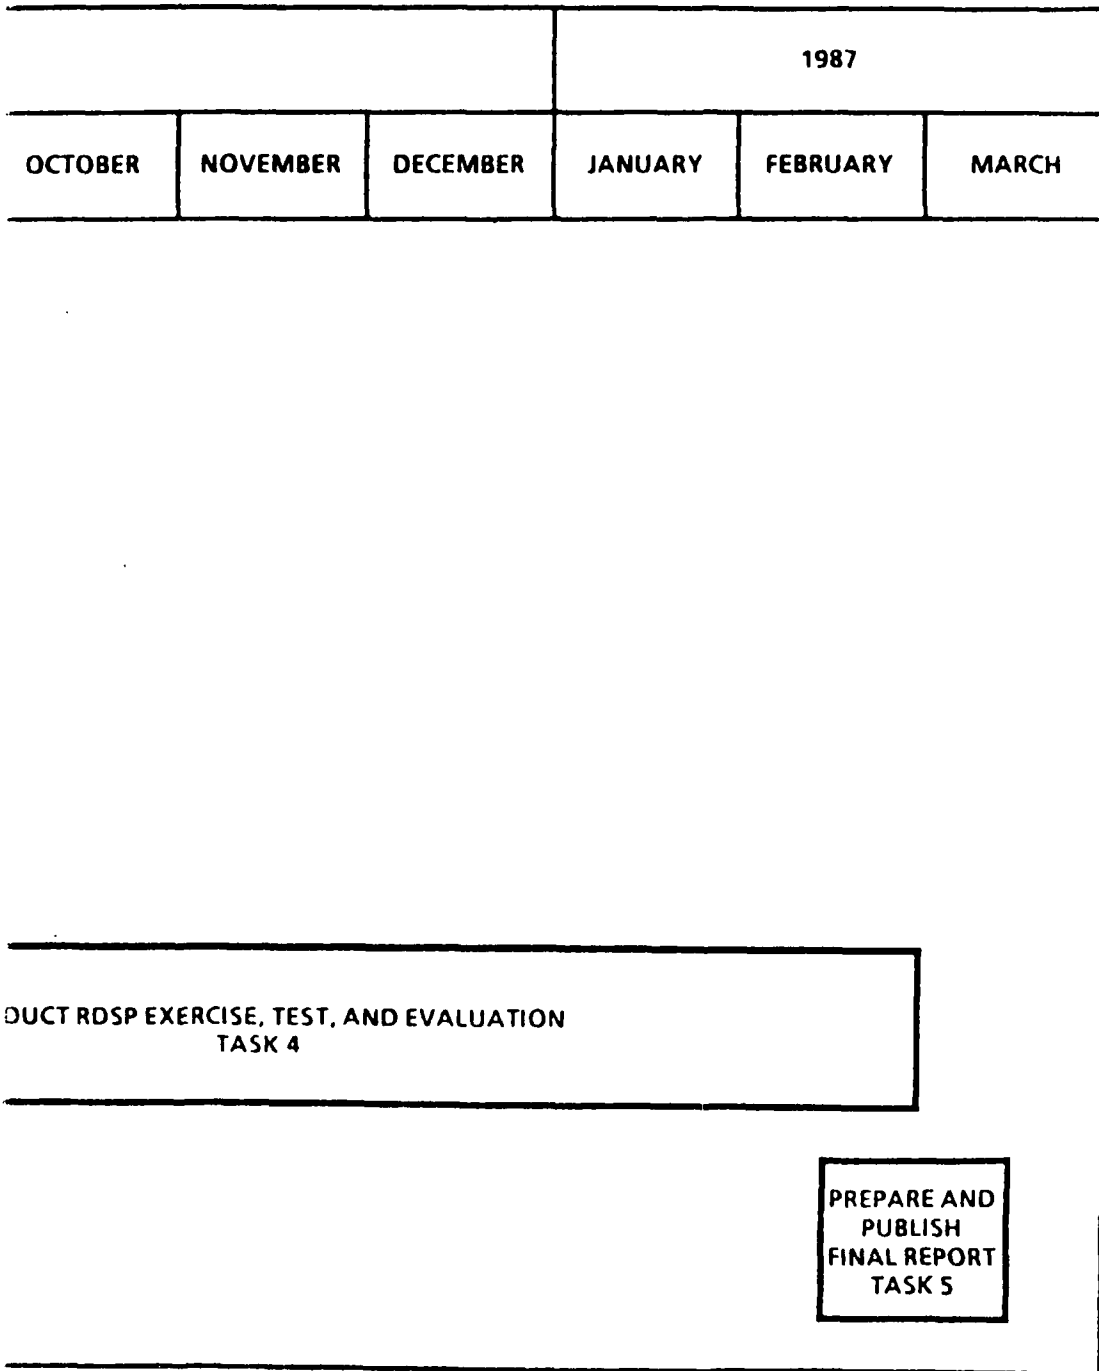 1987
OCTOBER NOVEMBER DECEMBER JANUARY FEBRUARY MARCH
DUCT RDSP EXERCISE, TEST, AND EVALUATION
TASK 4
PREPARE AND
PUBLISH
FINAL REPORT
TASK 5